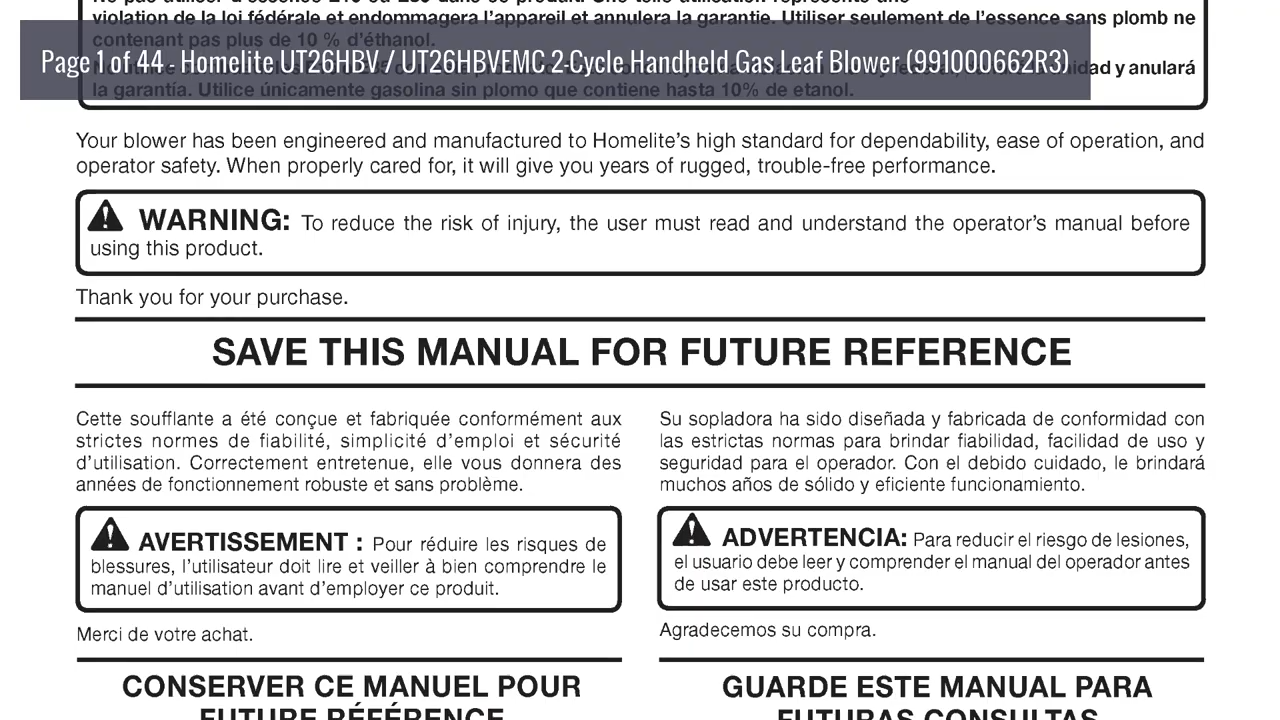 violation de la loi fédérale et endommagera l'appareil et annulera la garantie. Utiliser seulement de l'essence sans plomb ne
contenant pas plus de 10 % d'éthanol.
Page 1 of 44 - Homelite UT26HBV / UT26HBVEMC 2-Cycle Handheld Gas Leaf Blower (991000662R3)
y anulará
la garantía. Utilice únicamente gasolina sin plomo que contiene hasta 10% de etanol.
Your blower has been engineered and manufactured to Homelite's high standard for dependability, ease of operation, and
operator safety. When properly cared for, it will give you years of rugged, trouble-free performance.
WARNING: To reduce the risk of injury, the user must read and understand the operator's manual before
using this product.
Thank you for your purchase.
SAVE THIS MANUAL FOR FUTURE REFERENCE
Cette soufflante a été conçue et fabriquée conformément aux
strictes normes de fiabilité, simplicité d'emploi et sécurité
d'utilisation. Correctement entretenue, elle vous donnera des
années de fonctionnement robuste et sans problème.
AVERTISSEMENT : Pour réduire les risques de
blessures, l'utilisateur doit lire et veiller à bien comprendre le
manuel d'utilisation avant d'employer ce produit.
Merci de votre achat.
CONSERVER CE MANUEL POUR
FUTURE RÉFÉRENCE
Su sopladora ha sido diseñada y fabricada de conformidad con
las estrictas normas para brindar fiabilidad, facilidad de uso y
seguridad para el operador. Con el debido cuidado, le brindará
muchos años de sólido y eficiente funcionamiento.
ADVERTENCIA: Para reducir el riesgo de lesiones,
el usuario debe leer y comprender el manual del operador antes
de usar este producto.
Agradecemos su compra.
GUARDE ESTE MANUAL PARA
FUTURAS CONSULTAS